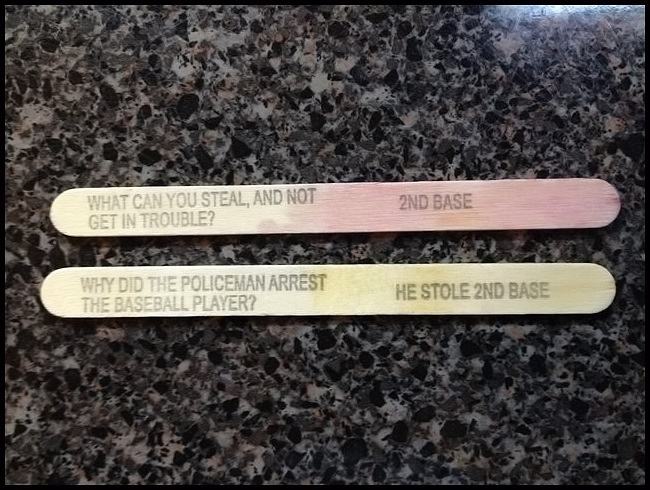 WHAT CAN YOU STEAL, AND NOT
GET IN TROUBLE?
2ND BASE
WHY DID THE POLICEMAN ARREST
THE BASEBALL PLAYER?
HE STOLE 2ND BASE